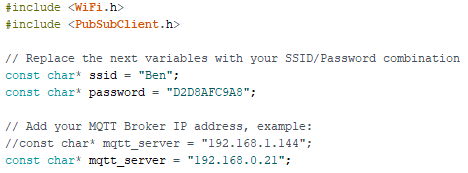 #include <WiFi.h>
#include <PubSubClient.h>
// Replace the next variables with your SSID/Password combination
const char* ssid = "Ben";
const char* password = "D2D8AFC9A8";
// Add your MQTT Broker IP address, example:
//const char* mqtt_server = "192.168.1.144";
const char* mqtt_server = "192.168.0.21";